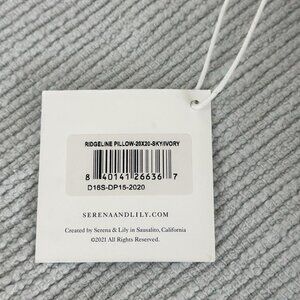 RIDGELINE PILLOW-20X20-SKY/IVORY
8 40141 26636 7
D16S-DP15-2020
SERENAANDLILY.COM
Created by Serena & Lily in Sausalito, California
©2021 All Rights Reserved.